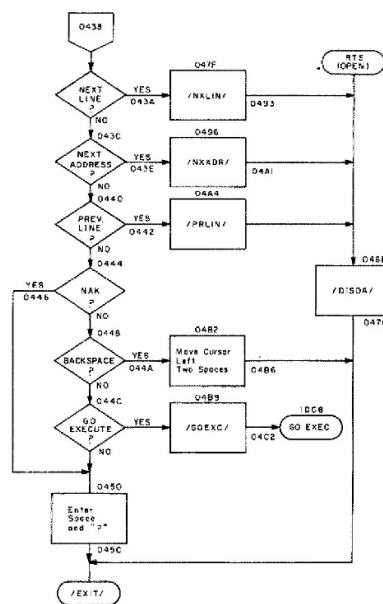 0438
047F
RTS
(OPEN)
NEXT
LINE
?
YES
043A
/NXLIN/
0493
NO
043C
0496
NEXT
ADDRESS
?
YES
043E
/NXADR/
04A1
NO
0440
04A4
PREV.
LINE
?
YES
0442
/PRLIN/
NO
0444
YES
0446
NAK
?
/DISDA/
NO
0448
04B2
BACKSPACE
?
YES
044A
Move Cursor
Left
Two Spaces
04B6
NO
044C
04B9
GO
EXECUTE
?
YES
/GOEXC/
04C2
GO EXEC
NO
0450
Enter
Space
and "?"
045C
/EXIT/